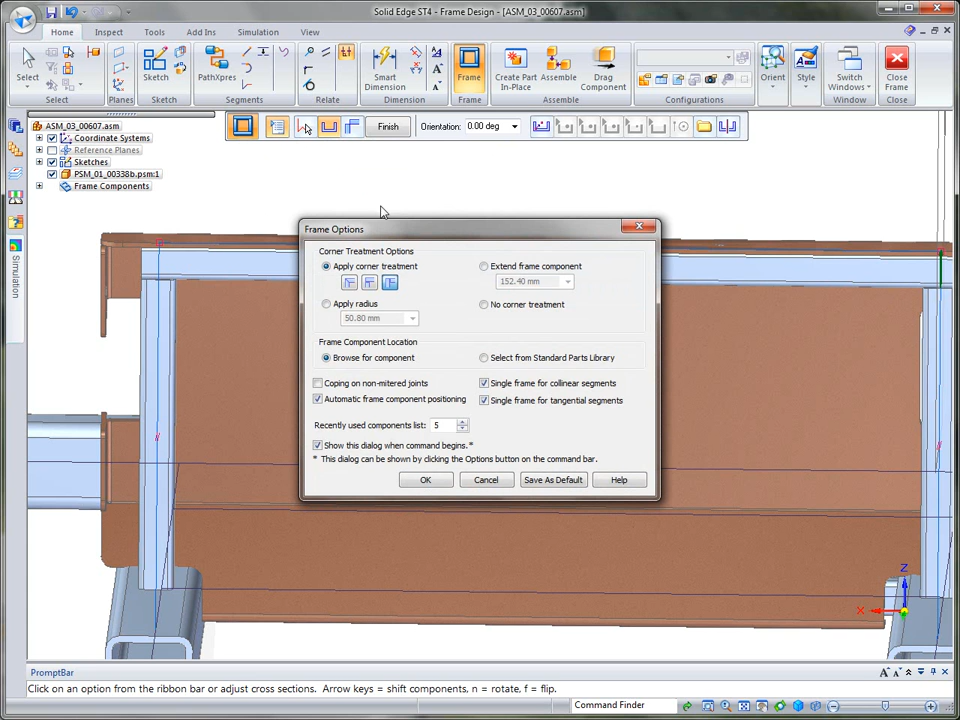 Solid Edge ST4 - Frame Design - [ASM_03_00607.asm]
Home Inspect Tools Add Ins Simulation View
Select
Sketch
PathXpres
Smart Dimension
Frame
Create Part In-Place
Assemble
Drag Component
Orient
Style
Switch Windows
Close Frame
Select Planes Sketch Segments Relate Dimension Frame Assemble Configurations Window Close
Finish Orientation: 0.00 deg
ASM_03_00607.asm
Coordinate Systems
Reference Planes
Sketches
PSM_01_00338b.psm:1
Frame Components
Simulation
Frame Options
Corner Treatment Options
Apply corner treatment Extend frame component
152.40 mm
Apply radius No corner treatment
50.80 mm
Frame Component Location
Browse for component Select from Standard Parts Library
Coping on non-mitered joints Single frame for collinear segments
Automatic frame component positioning Single frame for tangential segments
Recently used components list: 5
Show this dialog when command begins.*
* This dialog can be shown by clicking the Options button on the command bar.
OK Cancel Save As Default Help
Z
X
PromptBar
Click on an option from the ribbon bar or adjust cross sections. Arrow keys = shift components, n = rotate, f = flip.
Command Finder